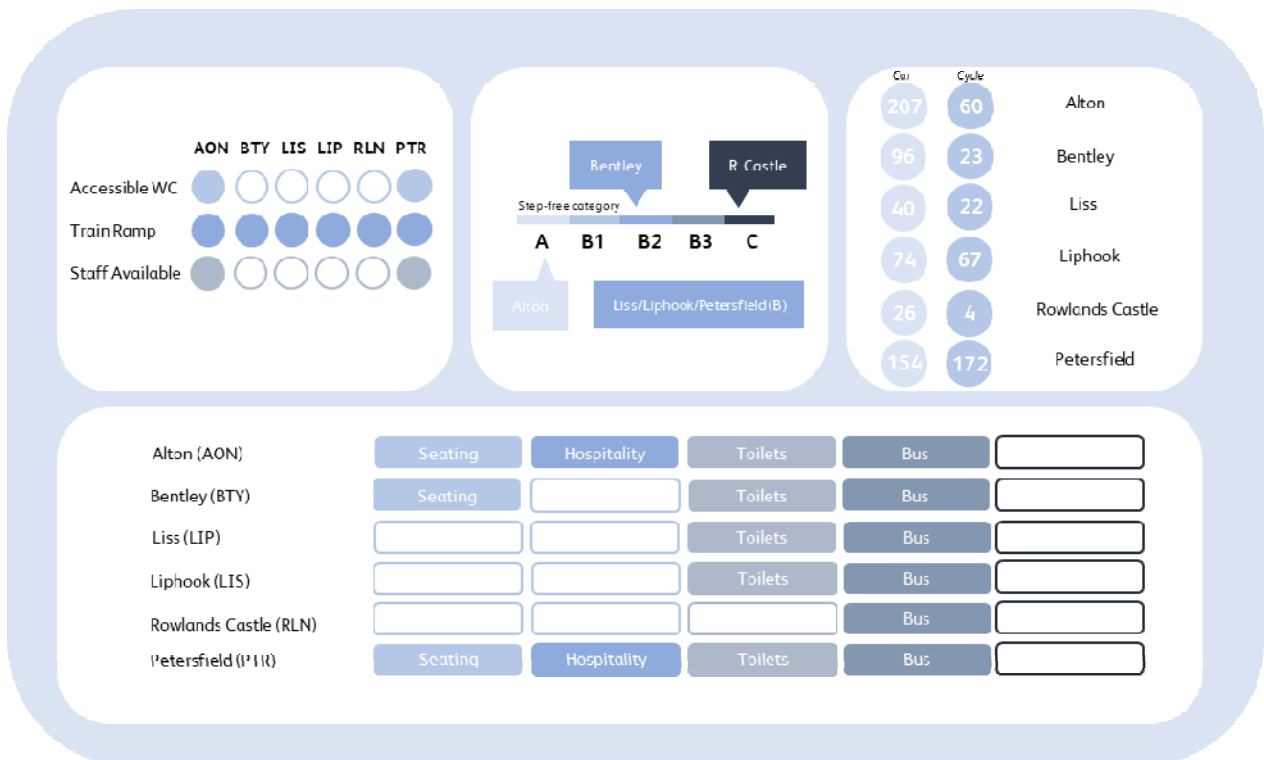 AON BTY LIS LIP RLN PTR
Accessible WC
Train Ramp
Staff Available
Bentley
R Castle
Step-free category
A B1 B2 B3 C
Alton
Liss/Liphook/Petersfield(B)
Car Cycle
207 60 Alton
96 23 Bentley
40 22 Liss
74 67 Liphook
26 4 Rowlands Castle
154 172 Petersfield
Alton (AON) Seating Hospitality Toilets Bus
Bentley (BTY) Seating Toilets Bus
Liss (LIP) Toilets Bus
Liphook (LIS) Toilets Bus
Rowlands Castle (RLN) Bus
Petersfield (PTR) Seating Hospitality Toilets Bus